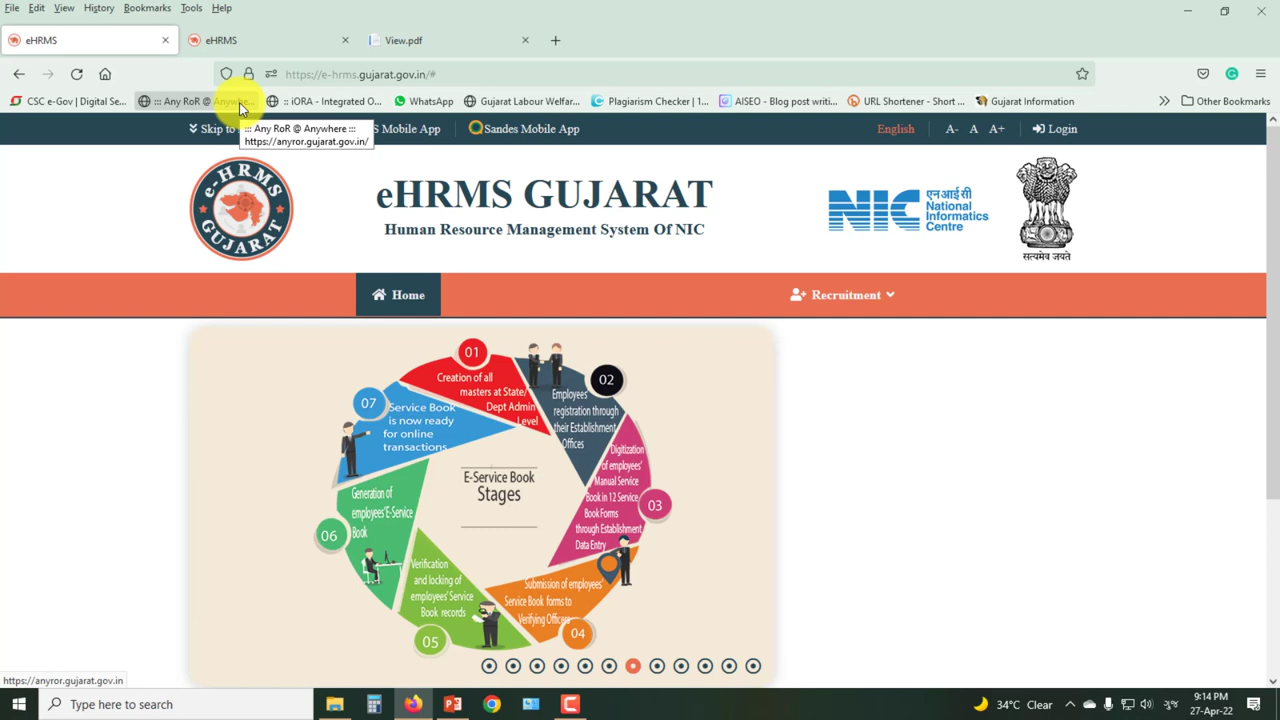 File Edit View History Bookmarks Tools Help
eHRMS
eHRMS
View.pdf
https://e-hrms.gujarat.gov.in/#
CSC e-Gov | Digital Se...
::: Any RoR @ Anywhe...
:: iORA - Integrated O...
WhatsApp
Gujarat Labour Welfar...
Plagiarism Checker | 1...
AISEO - Blog post writi...
URL Shortener - Short ...
Gujarat Information
Other Bookmarks
Skip to
S Mobile App
Sandes Mobile App
English
A- A A+
Login
::: Any RoR @ Anywhere :::
https://anyror.gujarat.gov.in/
e-HRMS
GUJARAT
eHRMS GUJARAT
Human Resource Management System Of NIC
NIC
एन आई सी
National
Informatics
Centre
सत्यमेव जयते
Home
Recruitment
01
Creation of all
masters at State/
Dept Admin
Level
02
Employees
registration through
their Establishment
Offices
Digitization
of employees'
Manual Service
Book in 12 Service
Book Forms
through Establishment
Data Entry
03
Submission of employees'
Service Book forms to
Verifying Officers
04
Verification
and locking of
employees' Service
Book records
05
Generation of
employees'E-Service
Book
06
07
Service Book
is now ready
for online
transactions
E-Service Book
Stages
https://anyror.gujarat.gov.in
Type here to search
34°C Clear
9:14 PM
27-Apr-22